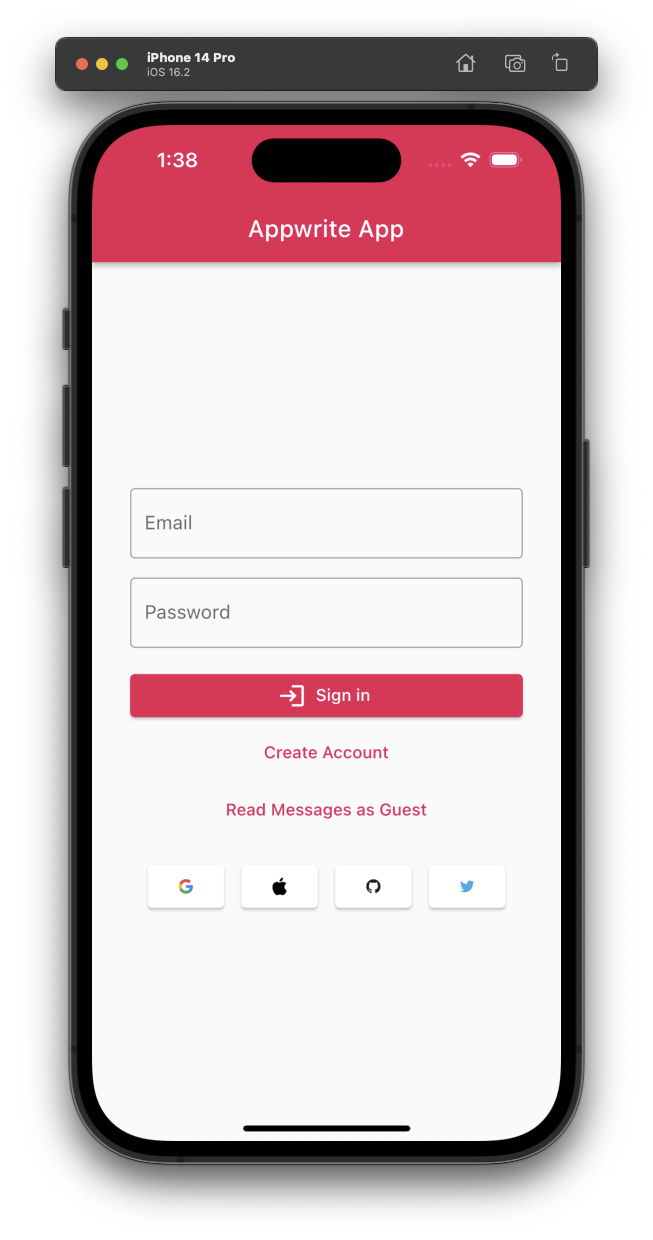 iPhone 14 Pro
iOS 16.2
1:38
Appwrite App
Email
Password
Sign in
Create Account
Read Messages as Guest